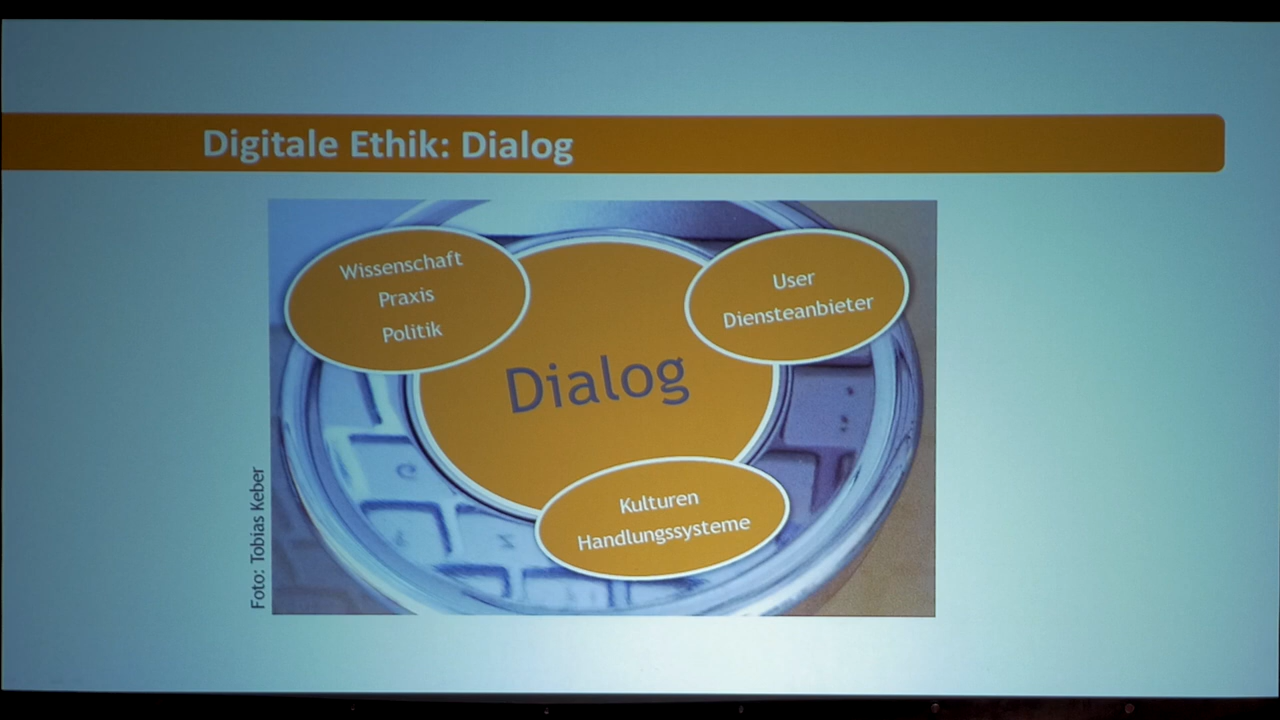 Digitale Ethik: Dialog
Wissenschaft
Praxis
Politik
User
Diensteanbieter
Dialog
Kulturen
Handlungssysteme
Foto: Tobias Keber